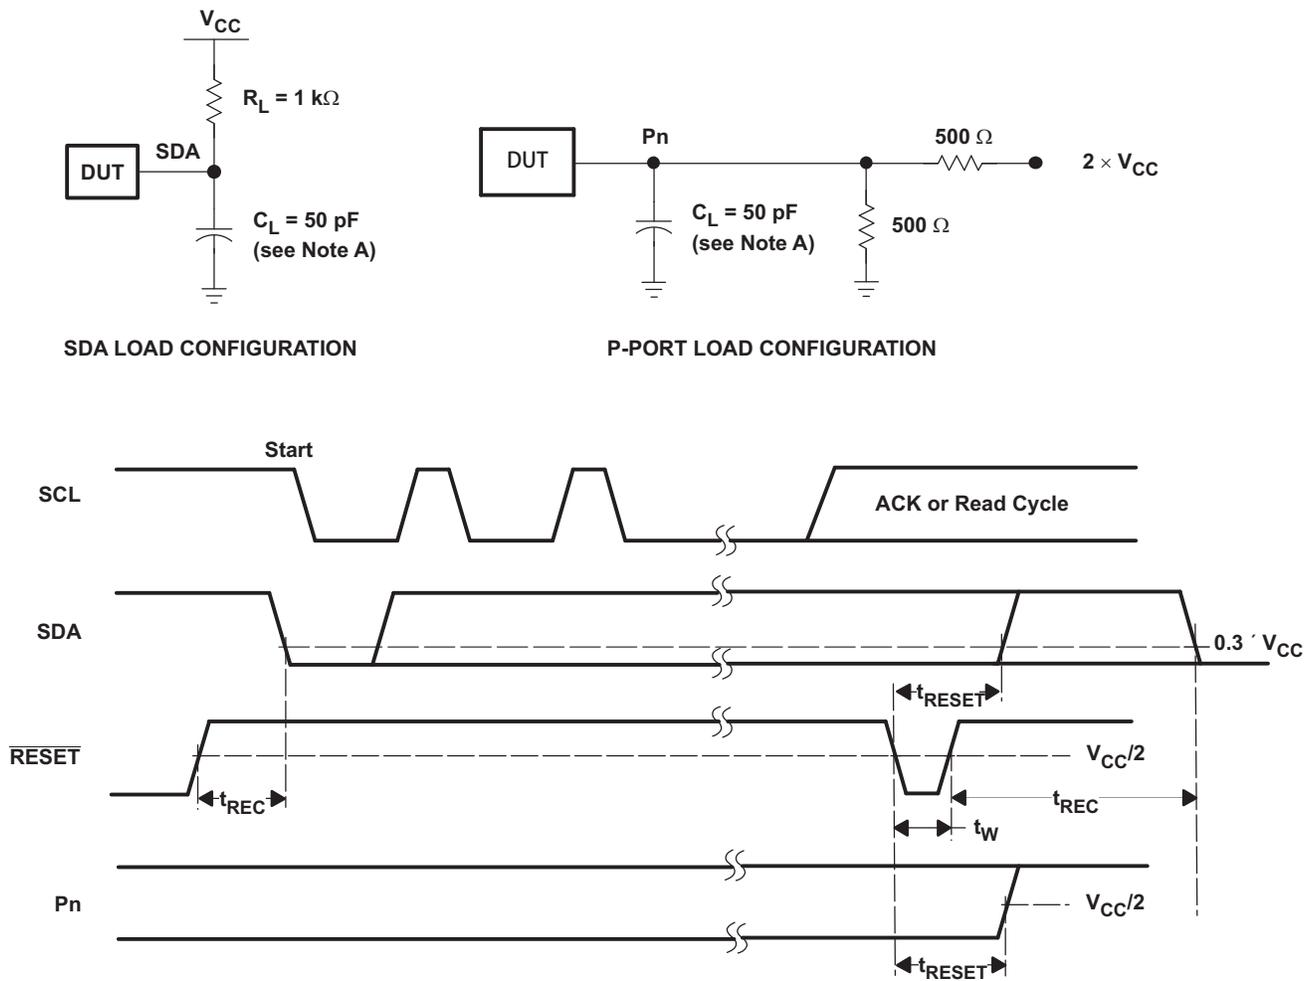 VCC
RL = 1 kΩ
SDA
DUT
CL = 50 pF
(see Note A)
DUT
Pn
500 Ω
2 × VCC
CL = 50 pF
(see Note A)
500 Ω
SDA LOAD CONFIGURATION
P-PORT LOAD CONFIGURATION
Start
SCL
ACK or Read Cycle
SDA
0.3 ´ VCC
tRESET
RESET
VCC/2
tREC
tREC
tW
Pn
VCC/2
tRESET